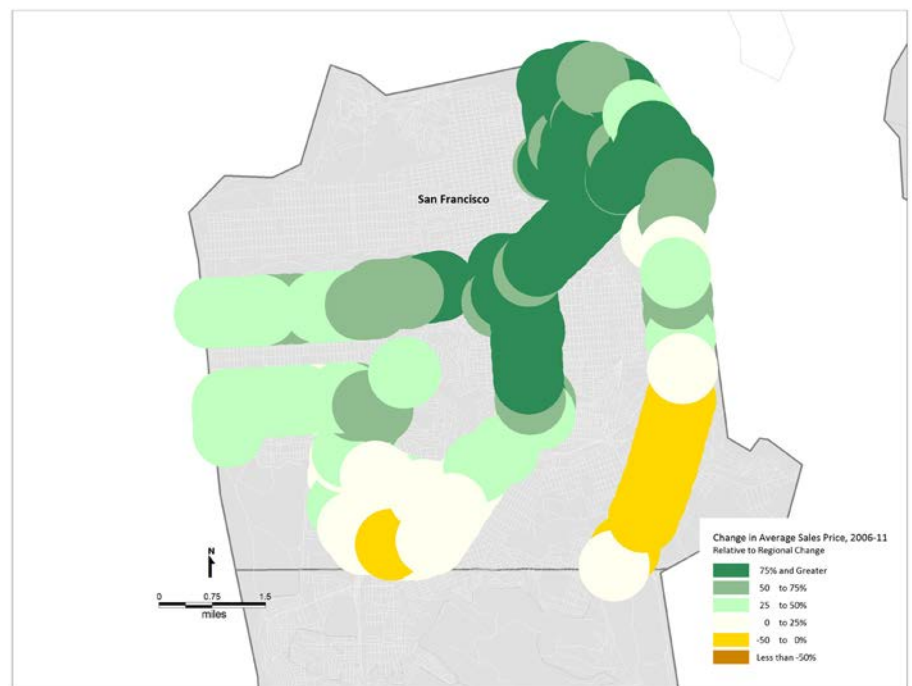 San Francisco
N
0 0.75 1.5
miles
Change in Average Sales Price, 2006-11
Relative to Regional Change
75% and Greater
50 to 75%
25 to 50%
0 to 25%
-50 to 0%
Less than -50%